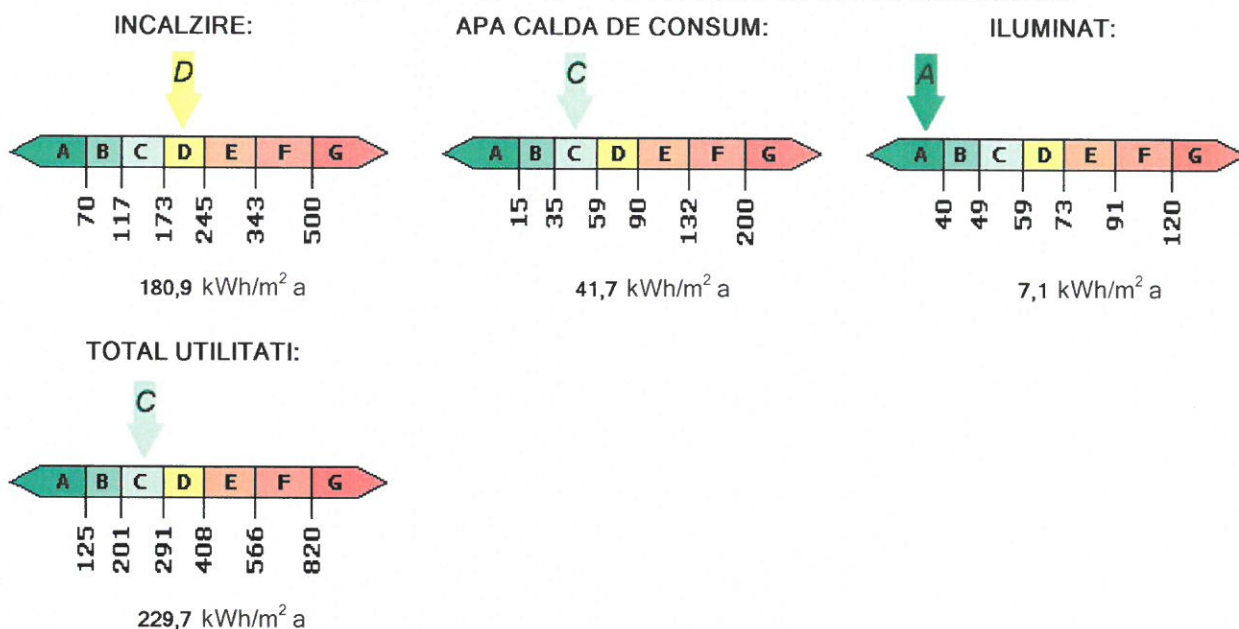 INCALZIRE:
D
A B C D E F G
70 117 173 245 343 500
180,9 kWh/m² a
APA CALDA DE CONSUM:
C
A B C D E F G
15 35 59 90 132 200
41,7 kWh/m² a
ILUMINAT:
A
A B C D E F G
40 49 59 73 91 120
7,1 kWh/m² a
TOTAL UTILITATI:
C
A B C D E F G
125 201 291 408 566 820
229,7 kWh/m² a